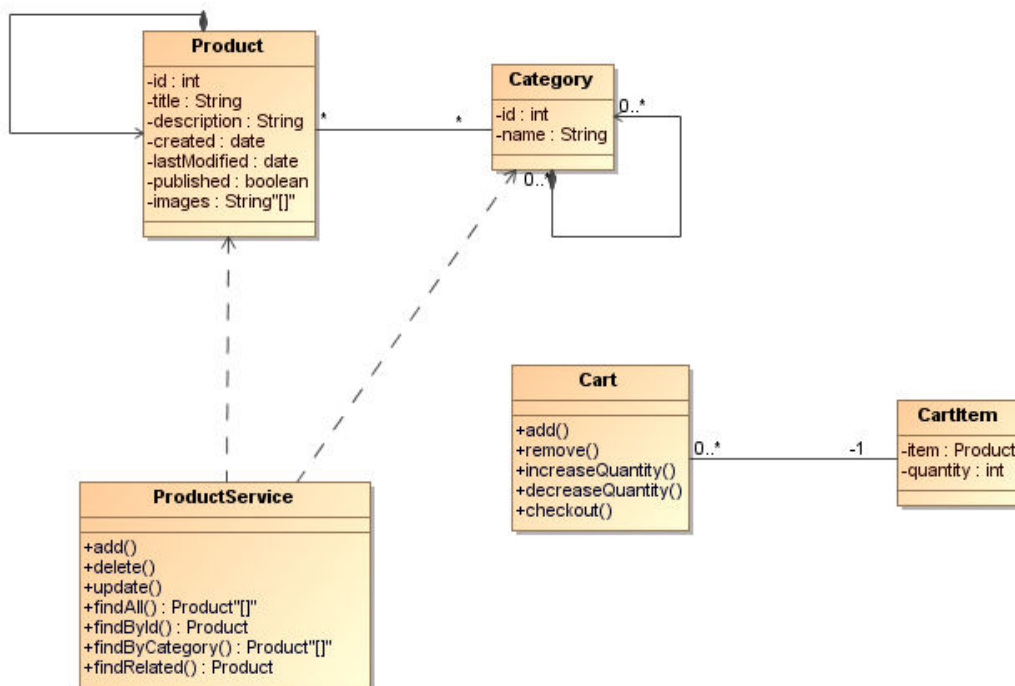 Product
-id : int
-title : String
-description : String
-created : date
-lastModified : date
-published : boolean
-images : String"[]"
*
*
Category
-id : int
-name : String
0..*
0..*
Cart
+add()
+remove()
+increaseQuantity()
+decreaseQuantity()
+checkout()
0..*
-1
CartItem
-item : Product
-quantity : int
ProductService
+add()
+delete()
+update()
+findAll() : Product"[]"
+findById() : Product
+findByCategory() : Product"[]"
+findRelated() : Product